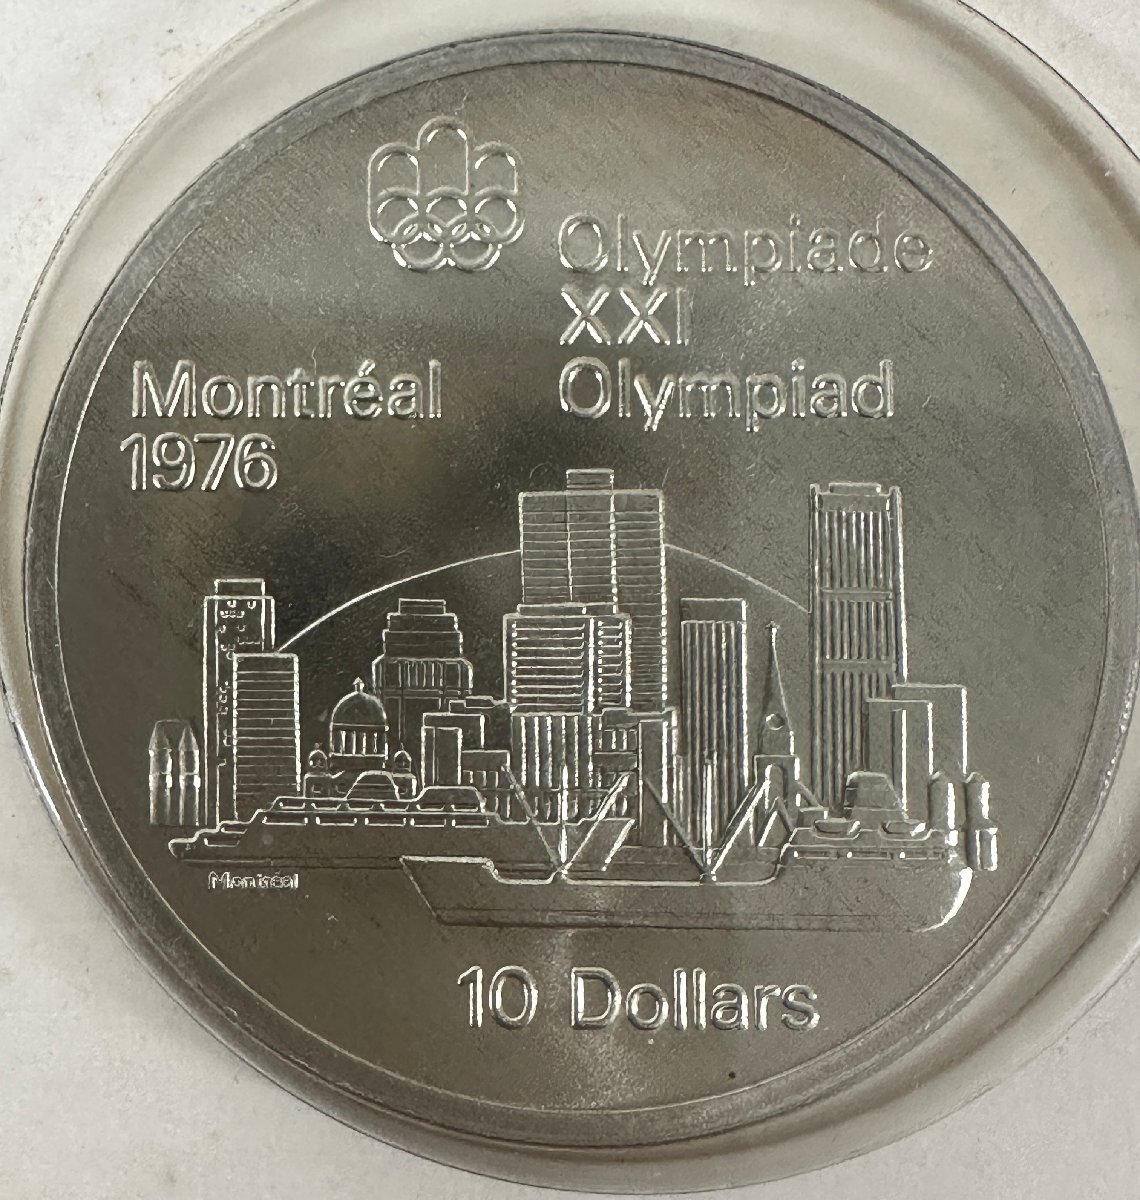 Olympiade
XXI
Olympiad
Montréal
1976
Montréal
10 Dollars